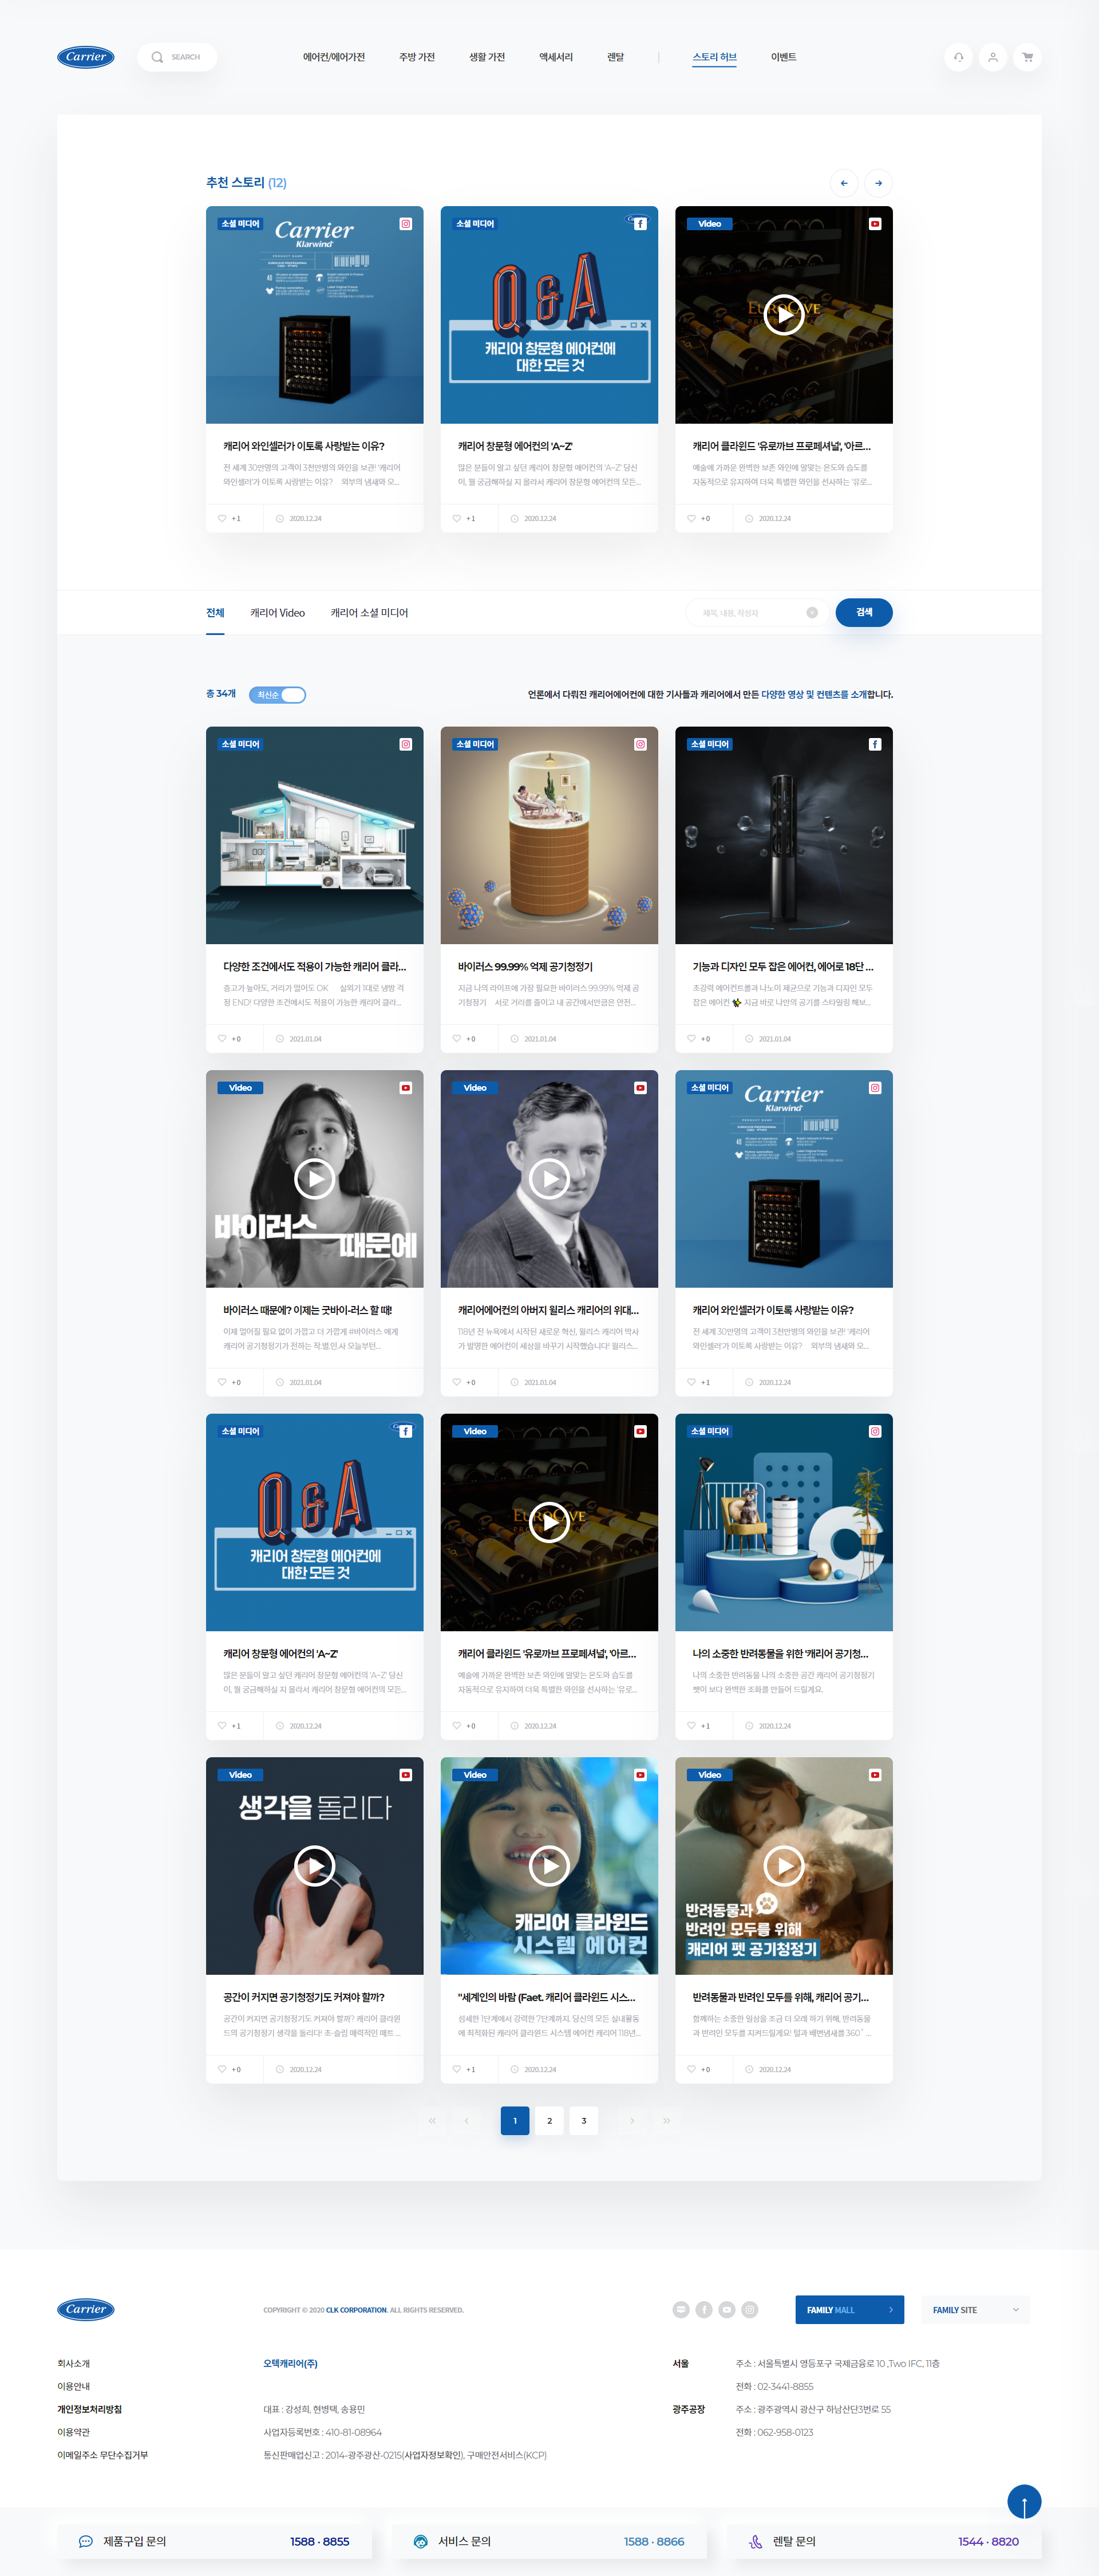 Carrier
SEARCH
에어컨/에어가전
주방 가전
생활 가전
액세서리
렌탈
스토리 허브
이벤트
추천 스토리 (12)
소셜 미디어
Carrier
Klarwind
캐리어 와인셀러가 이토록 사랑받는 이유?
전 세계 30만명의 고객이 3천만병의 와인을 보관! '캐리어
와인셀러'가 이토록 사랑받는 이유? 외부의 냄새와 오...
+1
2020.12.24
소셜 미디어
Q&A
캐리어 창문형 에어컨에
대한 모든 것
캐리어 창문형 에어컨의 'A~Z'
많은 분들이 알고 싶던 캐리어 창문형 에어컨의 'A~Z' 당신
이, 뭘 궁금해하실 지 몰라서 캐리어 창문형 에어컨의 모든...
+1
2020.12.24
Video
EUROCAVE
캐리어 클라윈드 '유로까브 프로페셔널', '아르...
예술에 가까운 완벽한 보존 와인에 알맞는 온도와 습도를
자동적으로 유지하여 더욱 특별한 와인을 선사하는 '유로...
+0
2020.12.24
전체
캐리어 Video
캐리어 소셜 미디어
제목, 내용, 작성자
검색
총 34개
최신순
언론에서 다뤄진 캐리어에어컨에 대한 기사들과 캐리어에서 만든 다양한 영상 및 컨텐츠를 소개합니다.
소셜 미디어
다양한 조건에서도 적용이 가능한 캐리어 클라...
층고가 높아도, 거리가 멀어도 OK 실외기 1대로 냉방 걱
정 END! 다양한 조건에서도 적용이 가능한 캐리어 클라...
+0
2021.01.04
소셜 미디어
바이러스 99.99% 억제 공기청정기
지금 나의 라이프에 가장 필요한 바이러스 99.99% 억제 공
기청정기 서로 거리를 줄이고 내 공간에서만큼은 안전...
+0
2021.01.04
소셜 미디어
기능과 디자인 모두 잡은 에어컨, 에어로 18단 ...
초강력 에어컨트롤과 나노이 제균으로 기능과 디자인 모두
잡은 에어컨 지금 바로 나만의 공기를 스타일링 해보...
+0
2021.01.04
Video
바이러스
때문에
바이러스 때문에? 이제는 굿바이-러스 할 때!
이제 멀어질 필요 없이 가깝고 더 가깝게 #바이러스 에게
캐리어 공기청정기가 전하는 작.별.인.사 오늘부턴...
+0
2021.01.04
Video
캐리어에어컨의 아버지 윌리스 캐리어의 위대...
118년 전 뉴욕에서 시작된 새로운 혁신, 윌리스 캐리어 박사
가 발명한 에어컨이 세상을 바꾸기 시작했습니다! 윌리스...
+0
2021.01.04
소셜 미디어
Carrier
Klarwind
캐리어 와인셀러가 이토록 사랑받는 이유?
전 세계 30만명의 고객이 3천만병의 와인을 보관! '캐리어
와인셀러'가 이토록 사랑받는 이유? 외부의 냄새와 오...
+1
2020.12.24
소셜 미디어
Q&A
캐리어 창문형 에어컨에
대한 모든 것
캐리어 창문형 에어컨의 'A~Z'
많은 분들이 알고 싶던 캐리어 창문형 에어컨의 'A~Z' 당신
이, 뭘 궁금해하실 지 몰라서 캐리어 창문형 에어컨의 모든...
+1
2020.12.24
Video
EUROCAVE
캐리어 클라윈드 '유로까브 프로페셔널', '아르...
예술에 가까운 완벽한 보존 와인에 알맞는 온도와 습도를
자동적으로 유지하여 더욱 특별한 와인을 선사하는 '유로...
+0
2020.12.24
소셜 미디어
나의 소중한 반려동물을 위한 '캐리어 공기청...
나의 소중한 반려동물 나의 소중한 공간 캐리어 공기청정기
펫이 보다 완벽한 조화를 만들어 드릴게요.
+1
2020.12.24
Video
생각을 돌리다
공간이 커지면 공기청정기도 커져야 할까?
공간이 커지면 공기청정기도 커져야 할까? 캐리어 클라윈
드의 공기청정기 생각을 돌리다! 초-슬림 매력적인 매트 ...
+0
2020.12.24
Video
캐리어 클라윈드
시스템 에어컨
"세계인의 바람 (Faet. 캐리어 클라윈드 시스...
섬세한 1단계에서 강력한 7단계까지, 당신의 모든 실내활동
에 최적화된 캐리어 클라윈드 시스템 에어컨 캐리어 118년...
+1
2020.12.24
Video
반려동물과
반려인 모두를 위해
캐리어 펫 공기청정기
반려동물과 반려인 모두를 위해, 캐리어 공기...
함께하는 소중한 일상을 조금 더 오래 하기 위해, 반려동물
과 반려인 모두를 지켜드릴게요! 털과 배변냄새를 360˚ ...
+0
2020.12.24
1
2
3
Carrier
COPYRIGHT © 2020 CLK CORPORATION. ALL RIGHTS RESERVED.
FAMILY MALL
FAMILY SITE
회사소개
이용안내
개인정보처리방침
이용약관
이메일주소 무단수집거부
오텍캐리어(주)
대표 : 강성희, 현병택, 송용민
사업자등록번호 : 410-81-08964
통신판매업신고 : 2014-광주광산-0215(사업자정보확인), 구매안전서비스(KCP)
서울
주소 : 서울특별시 영등포구 국제금융로 10 ,Two IFC, 11층
전화 : 02-3441-8855
광주공장
주소 : 광주광역시 광산구 하남산단3번로 55
전화 : 062-958-0123
제품구입 문의
1588 · 8855
서비스 문의
1588 · 8866
렌탈 문의
1544 · 8820